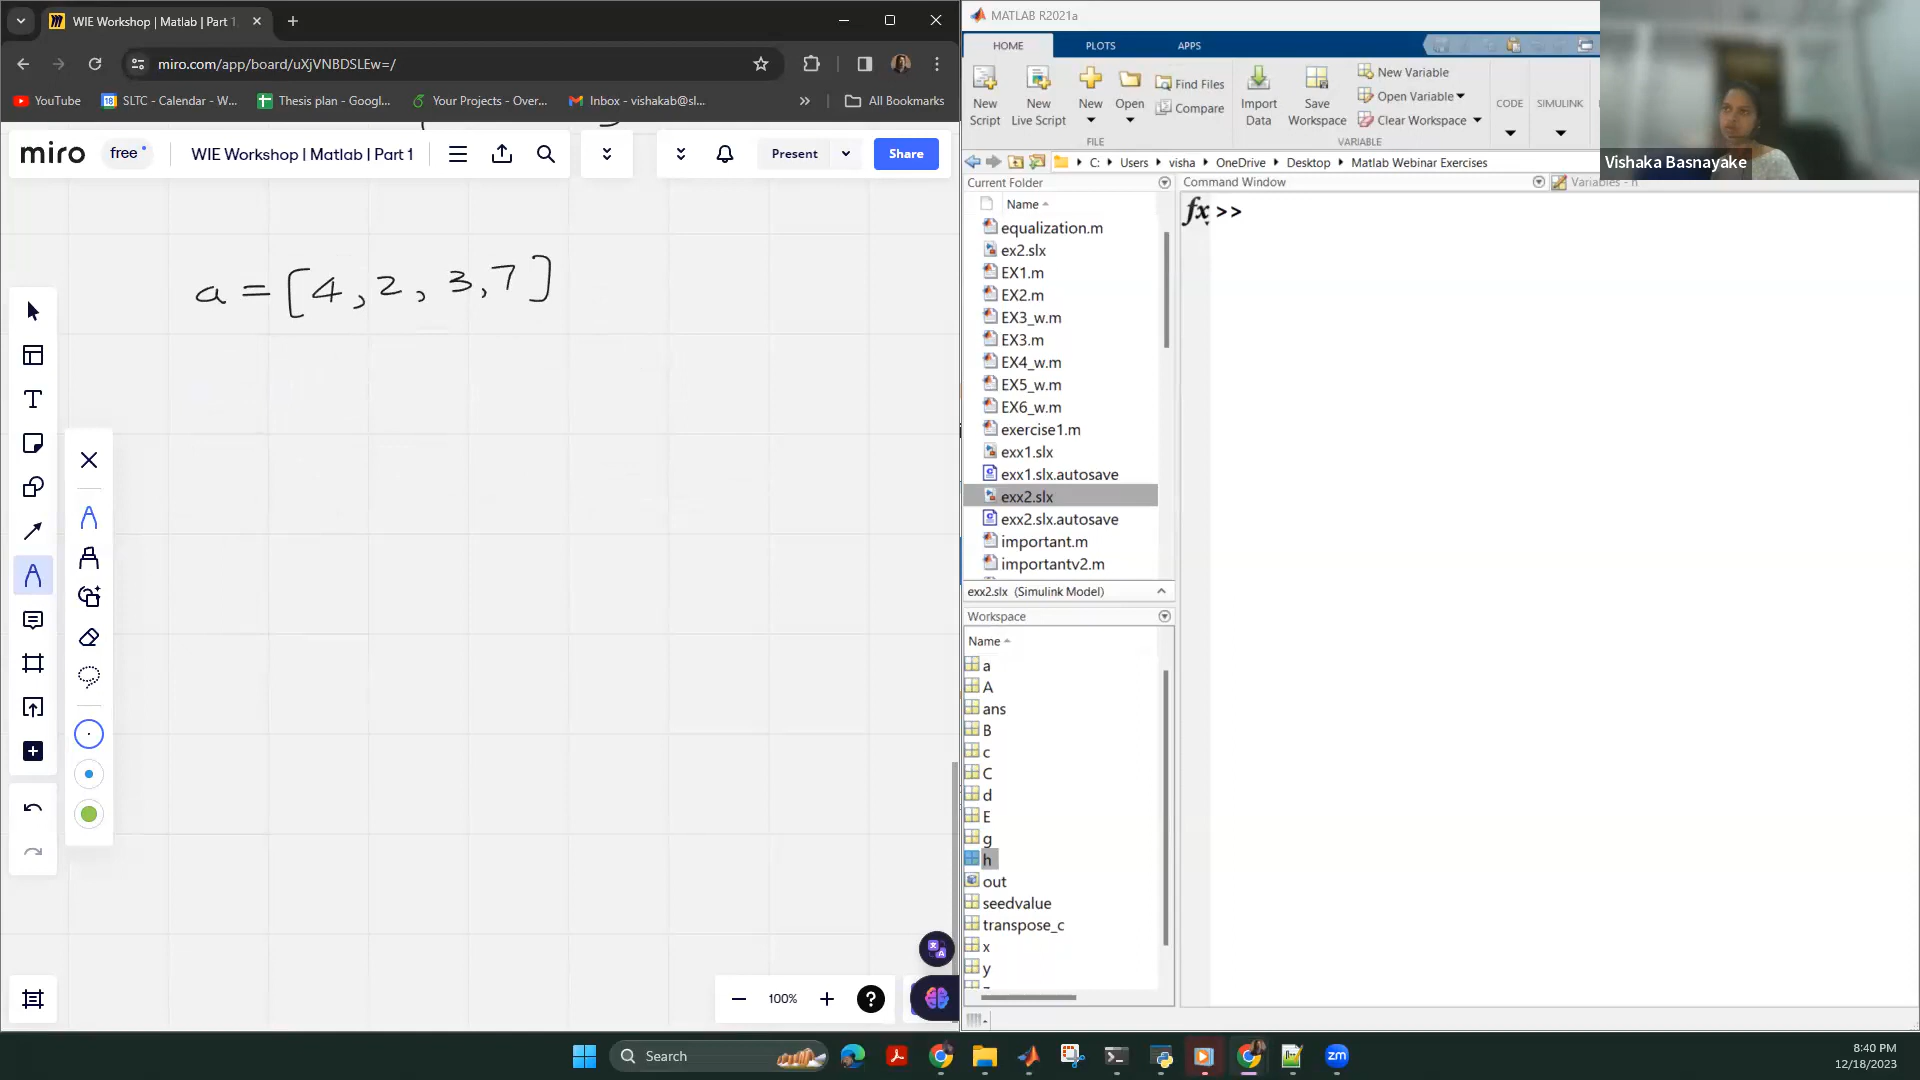 WIE Workshop | Matlab | Part 1
miro.com/app/board/uXjVNBDSLEw=/
YouTube
SLTC - Calendar - W...
Thesis plan - Googl...
Your Projects - Over...
Inbox - vishakab@sl...
All Bookmarks
miro
free
WIE Workshop | Matlab | Part 1
Present
Share
a = [4, 2, 3, 7]
100%
MATLAB R2021a
HOME
PLOTS
APPS
New Script
New Live Script
New
Open
Find Files
Compare
Import Data
Save Workspace
New Variable
Open Variable
Clear Workspace
CODE
SIMULINK
FILE
VARIABLE
C: Users visha OneDrive Desktop Matlab Webinar Exercises
Vishaka Basnayake
Current Folder
Name
equalization.m
ex2.slx
EX1.m
EX2.m
EX3_w.m
EX3.m
EX4_w.m
EX5_w.m
EX6_w.m
exercise1.m
exx1.slx
exx1.slx.autosave
exx2.slx
exx2.slx.autosave
important.m
importantv2.m
exx2.slx (Simulink Model)
Workspace
Name
a
A
ans
B
c
C
d
E
g
h
out
seedvalue
transpose_c
x
y
Command Window
Variables - h
fx >>
Search
8:40 PM
12/18/2023